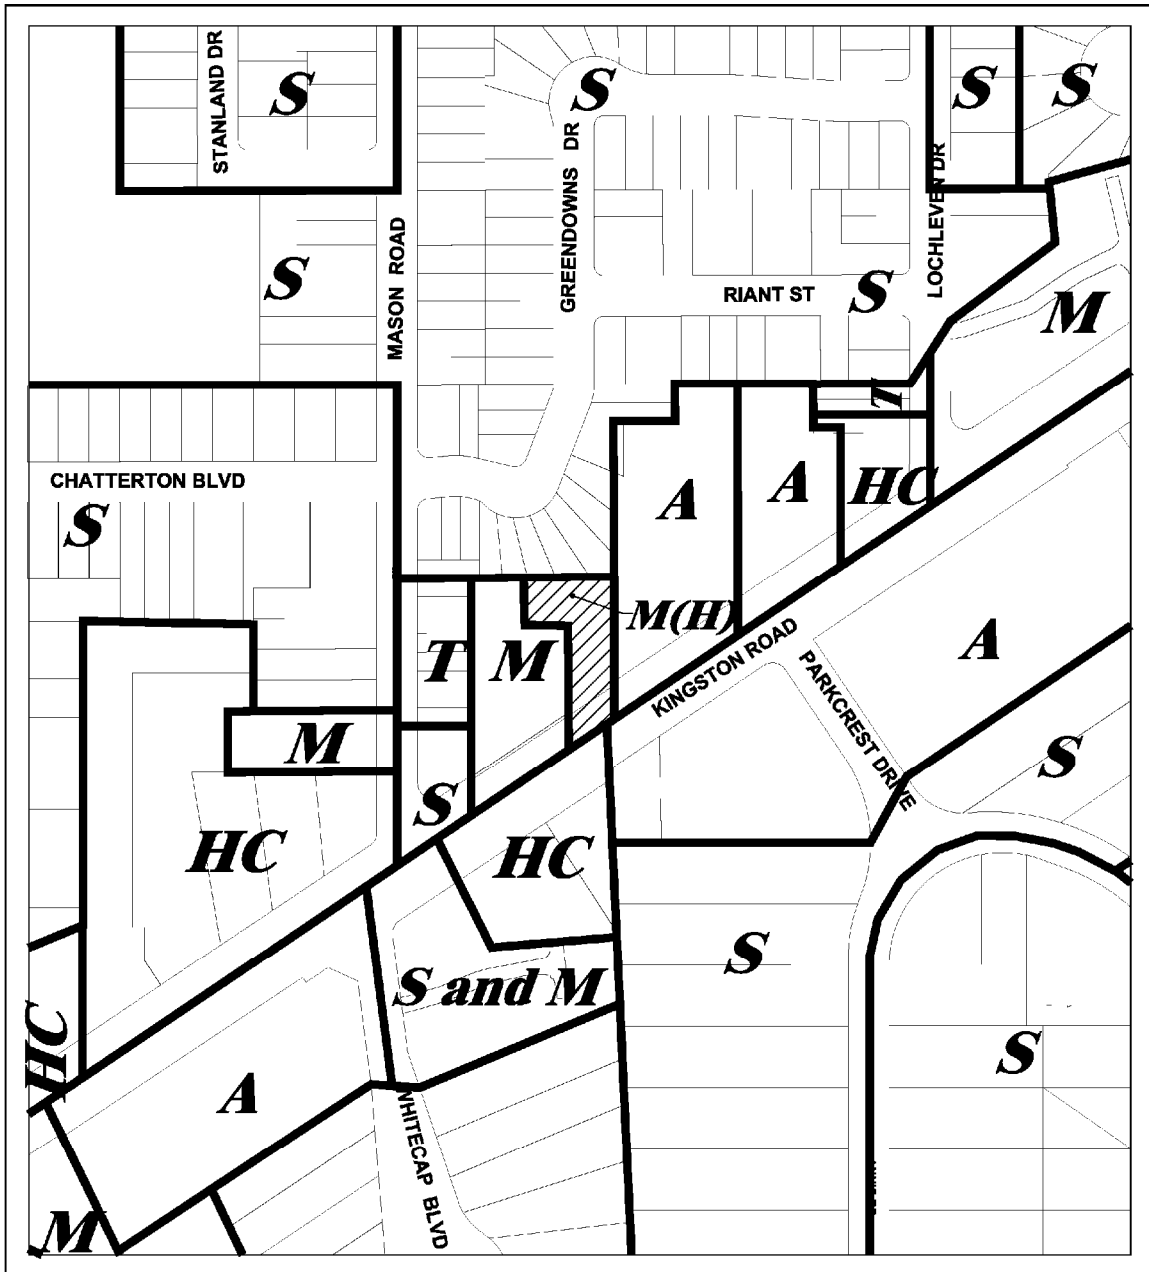 STANLAND DR
S
S
S
S
GREENDOWNS DR
LOCHLEVEN DR
MASON ROAD
S
RIANT ST
S
M
T
CHATTERTON BLVD
S
A
A
HC
M(H)
T
M
KINGSTON ROAD
A
PARKCREST DRIVE
M
S
S
HC
HC
S
S and M
HC
S
A
WHITECAP BLVD
M